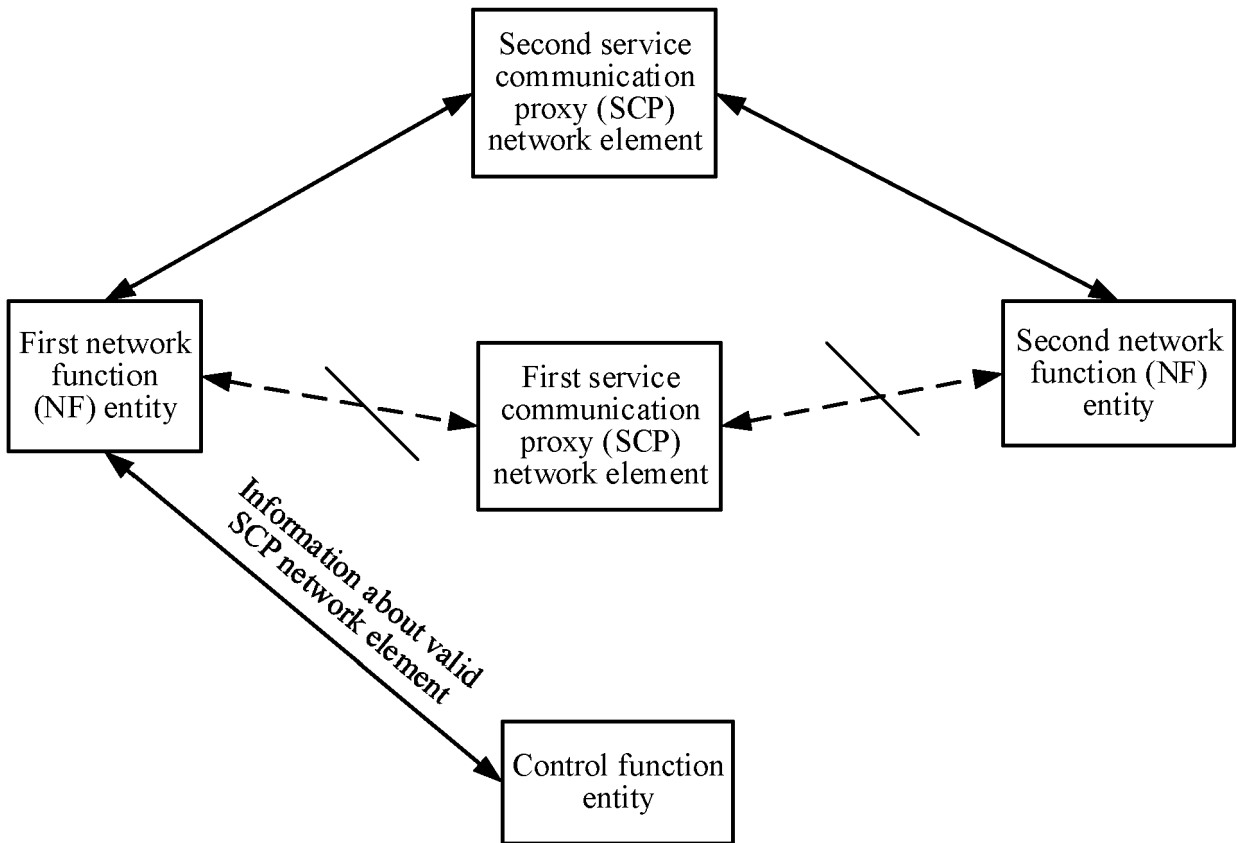 Second service
communication
proxy (SCP)
network element
First network
function
(NF) entity
First service
communication
proxy (SCP)
network element
Second network
function (NF)
entity
Information about valid
SCP network element
Control function
entity